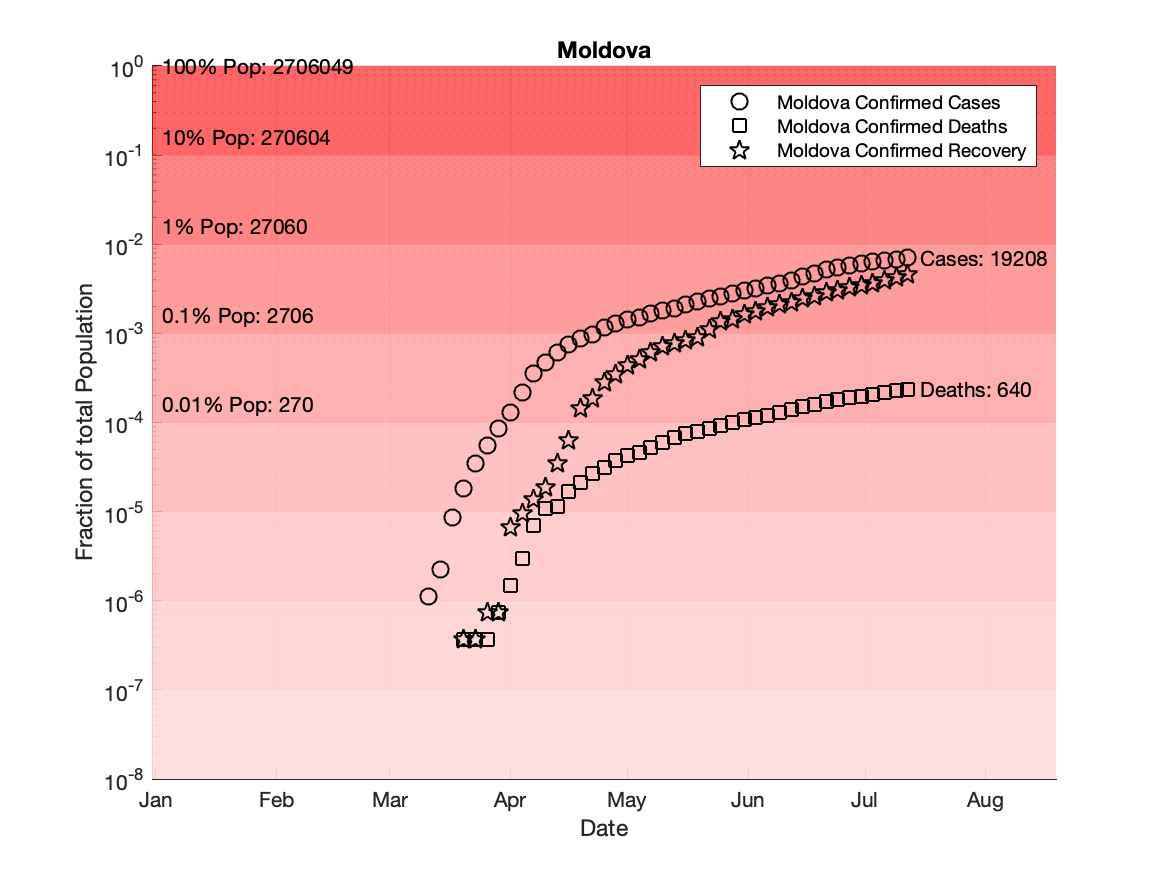 Moldova
10⁰
100% Pop: 2706049
Moldova Confirmed Cases
Moldova Confirmed Deaths
Moldova Confirmed Recovery
10% Pop: 270604
10⁻¹
1% Pop: 27060
10⁻²
Cases: 19208
0.1% Pop: 2706
10⁻³
Deaths: 640
0.01% Pop: 270
10⁻⁴
10⁻⁵
10⁻⁶
10⁻⁷
10⁻⁸
Fraction of total Population
Jan Feb Mar Apr May Jun Jul Aug
Date